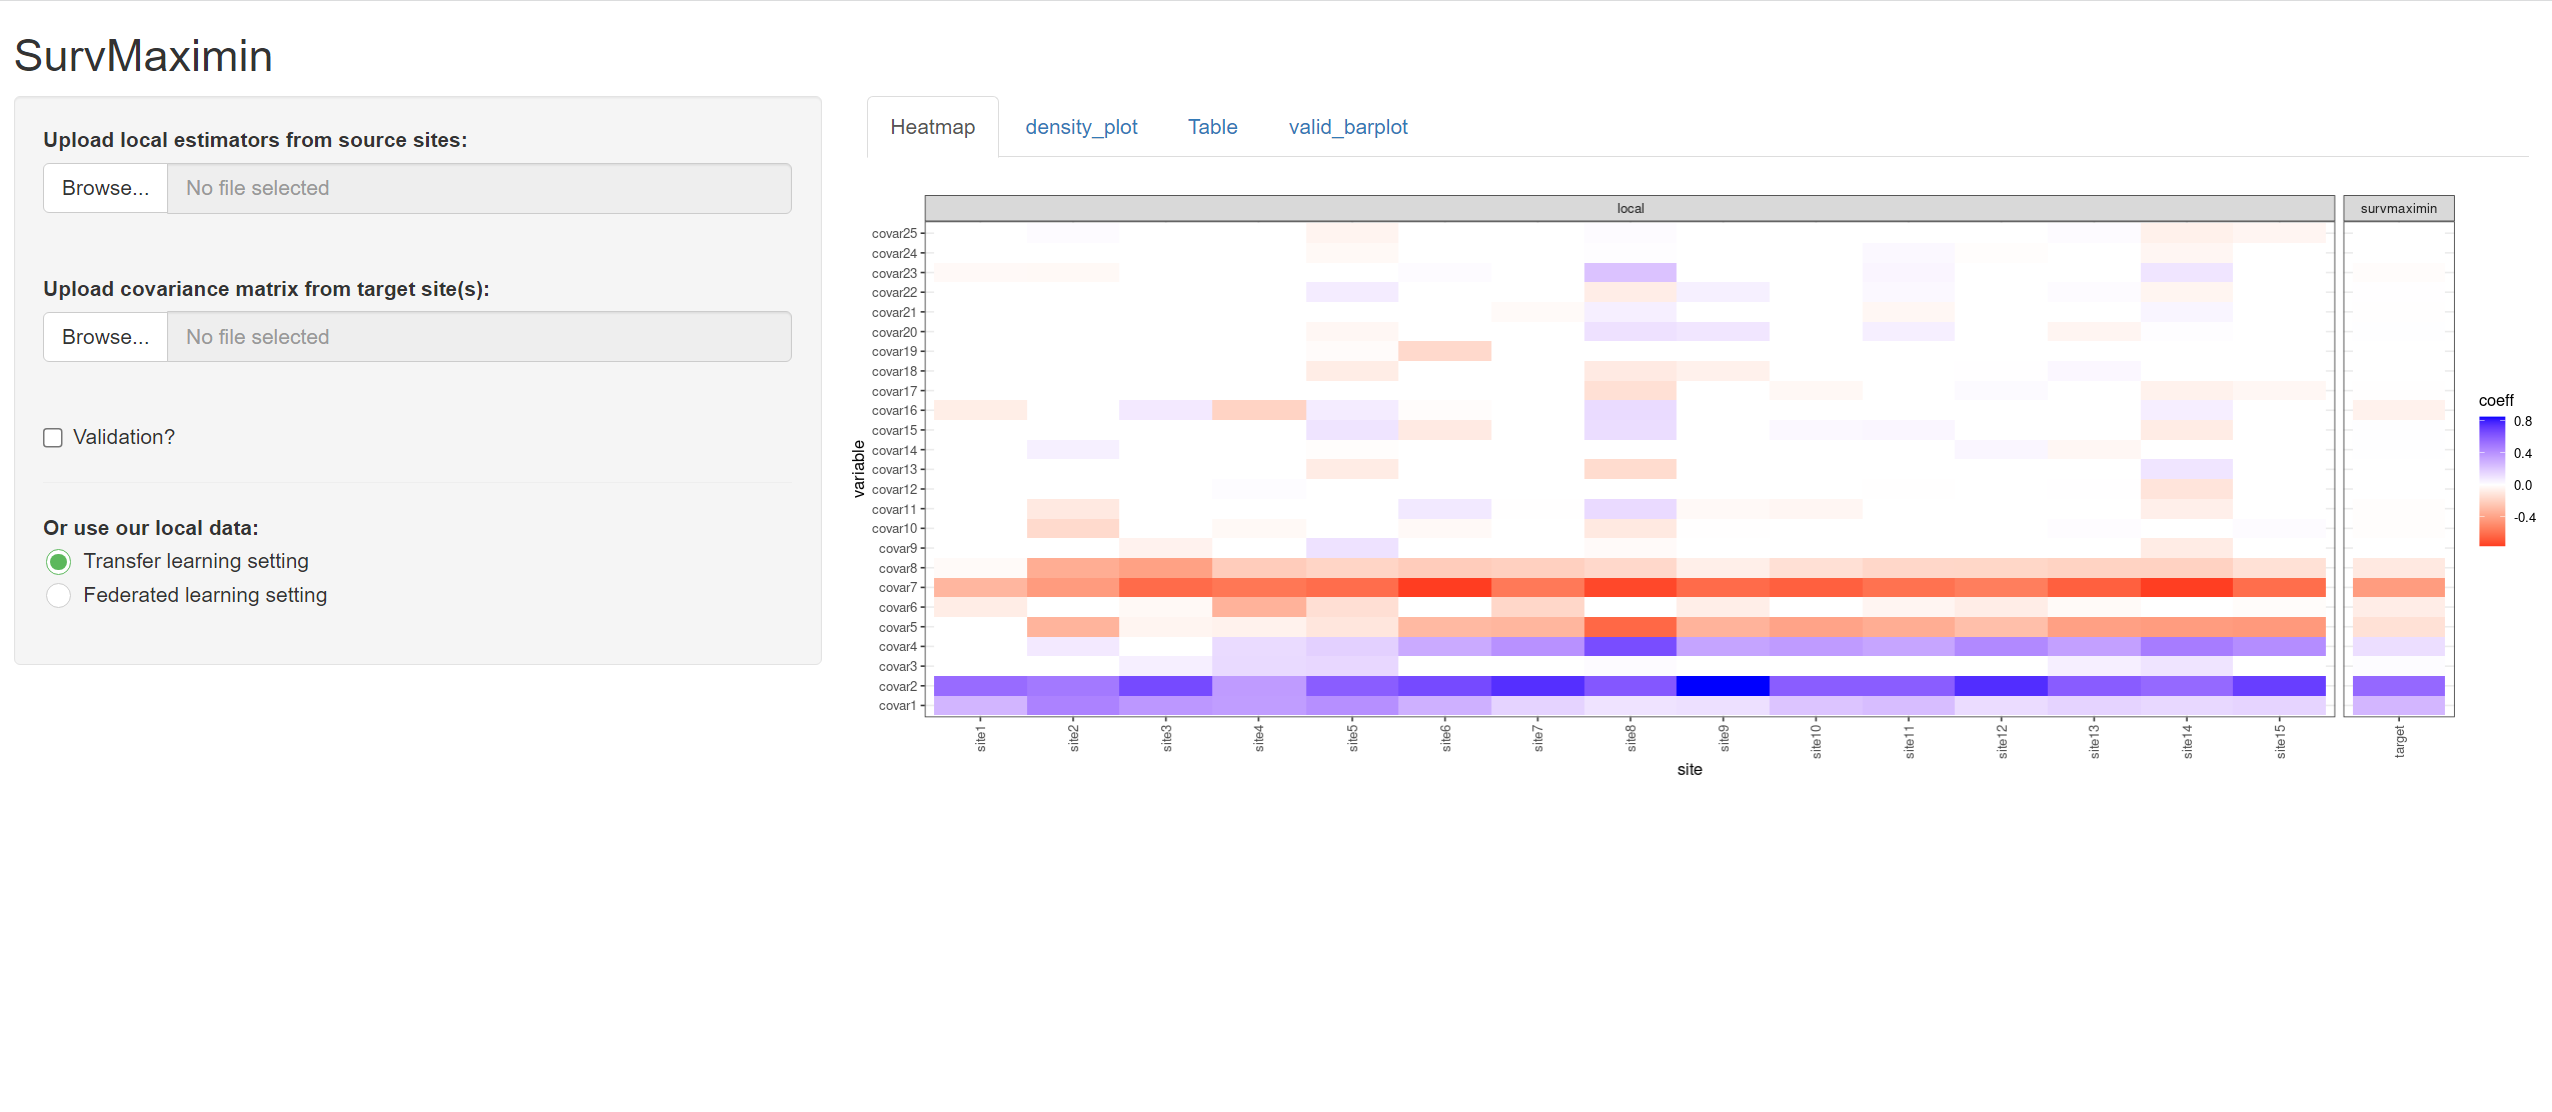 SurvMaximin
Upload local estimators from source sites:
Browse... No file selected
Upload covariance matrix from target site(s):
Browse... No file selected
Validation?
Or use our local data:
Transfer learning setting
Federated learning setting
Heatmap density_plot Table valid_barplot
local survmaximin
variable
covar25
covar24
covar23
covar22
covar21
covar20
covar19
covar18
covar17
covar16
covar15
covar14
covar13
covar12
covar11
covar10
covar9
covar8
covar7
covar6
covar5
covar4
covar3
covar2
covar1
site1 site2 site3 site4 site5 site6 site7 site8 site9 site10 site11 site12 site13 site14 site15 target
site
coeff
0.8
0.4
0.0
-0.4